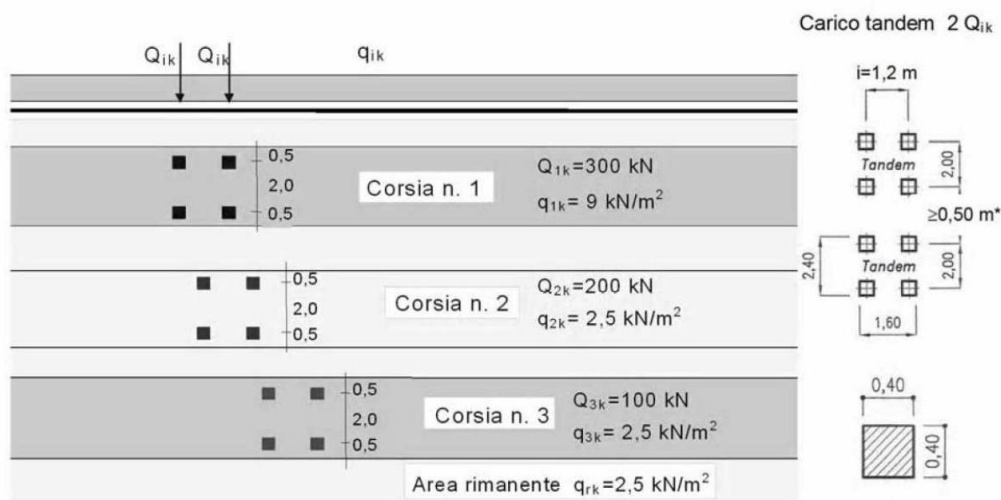 Carico tandem 2 Qik
Qik Qik qik
i=1,2 m
0,5
2,0
0,5
Corsia n. 1
Q1k=300 kN
q1k= 9 kN/m²
Tandem
2,00
≥0,50 m*
0,5
2,0
0,5
Corsia n. 2
Q2k=200 kN
q2k= 2,5 kN/m²
2,40
Tandem
2,00
1,60
0,5
2,0
0,5
Corsia n. 3
Q3k=100 kN
q3k= 2,5 kN/m²
0,40
0,40
Area rimanente qrk=2,5 kN/m²